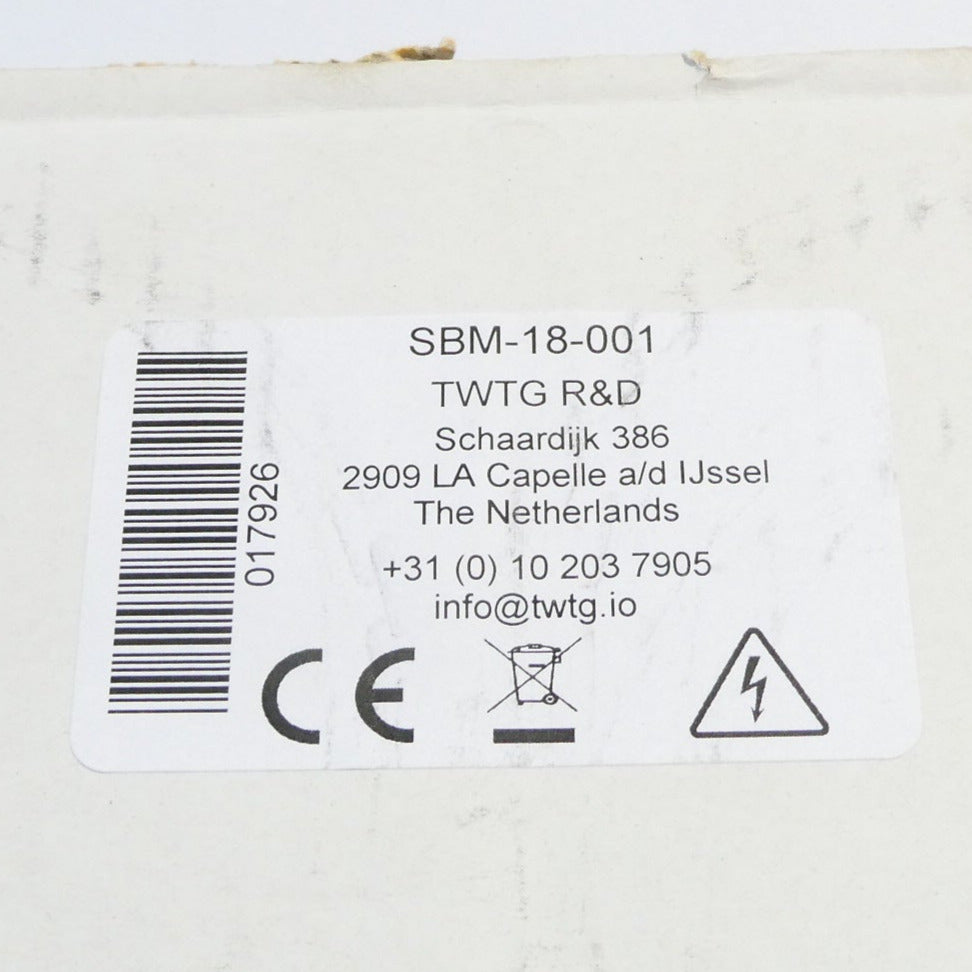 SBM-18-001
TWTG R&D
Schaardijk 386
2909 LA Capelle a/d IJssel
The Netherlands
+31 (0) 10 203 7905
info@twtg.io
017926
CE